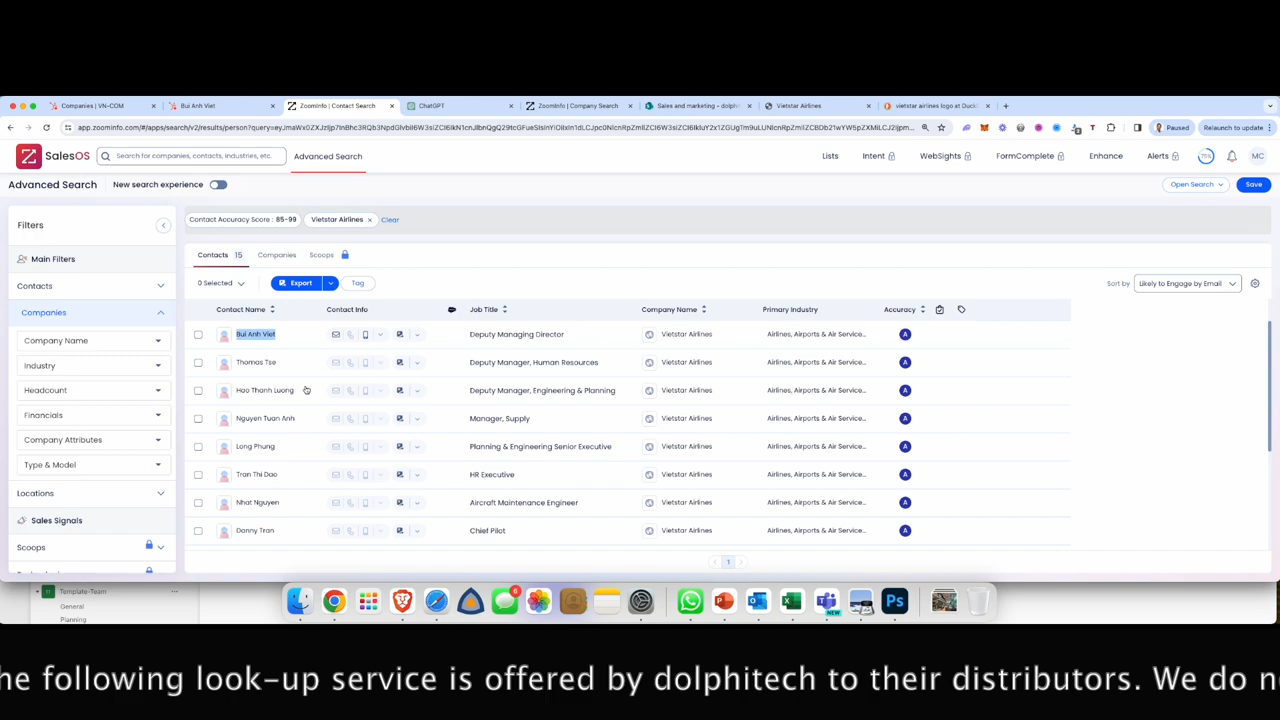 Companies | VN-COM
Bui Anh Viet
ZoomInfo | Contact Search
ChatGPT
ZoomInfo | Company Search
Sales and marketing - dolphi
Vietstar Airlines
vietstar airlines logo at Duck
Paused
Relaunch to update
SalesOS
Search for companies, contacts, industries, etc.
Advanced Search
Lists
Intent
WebSights
FormComplete
Enhance
Alerts
75%
MC
Advanced Search
New search experience
Open Search
Save
Filters
Contact Accuracy Score : 85-99
Vietstar Airlines
Clear
Main Filters
Contacts 15
Companies
Scoops
Contacts
0 Selected
Export
Tag
Sort by
Likely to Engage by Email
Companies
Contact Name
Contact Info
Job Title
Company Name
Primary Industry
Accuracy
Company Name
Industry
Headcount
Financials
Company Attributes
Type & Model
Locations
Sales Signals
Scoops
Bui Anh Viet Deputy Managing Director Vietstar Airlines Airlines, Airports & Air Service... A
Thomas Tse Deputy Manager, Human Resources Vietstar Airlines Airlines, Airports & Air Service... A
Hao Thanh Luong Deputy Manager, Engineering & Planning Vietstar Airlines Airlines, Airports & Air Service... A
Nguyen Tuan Anh Manager, Supply Vietstar Airlines Airlines, Airports & Air Service... A
Long Phung Planning & Engineering Senior Executive Vietstar Airlines Airlines, Airports & Air Service... A
Tran Thi Dao HR Executive Vietstar Airlines Airlines, Airports & Air Service... A
Nhat Nguyen Aircraft Maintenance Engineer Vietstar Airlines Airlines, Airports & Air Service... A
Danny Tran Chief Pilot Vietstar Airlines Airlines, Airports & Air Service... A
1
Template-Team
General
Planning
6
NEW
he following look-up service is offered by dolphitech to their distributors. We do n